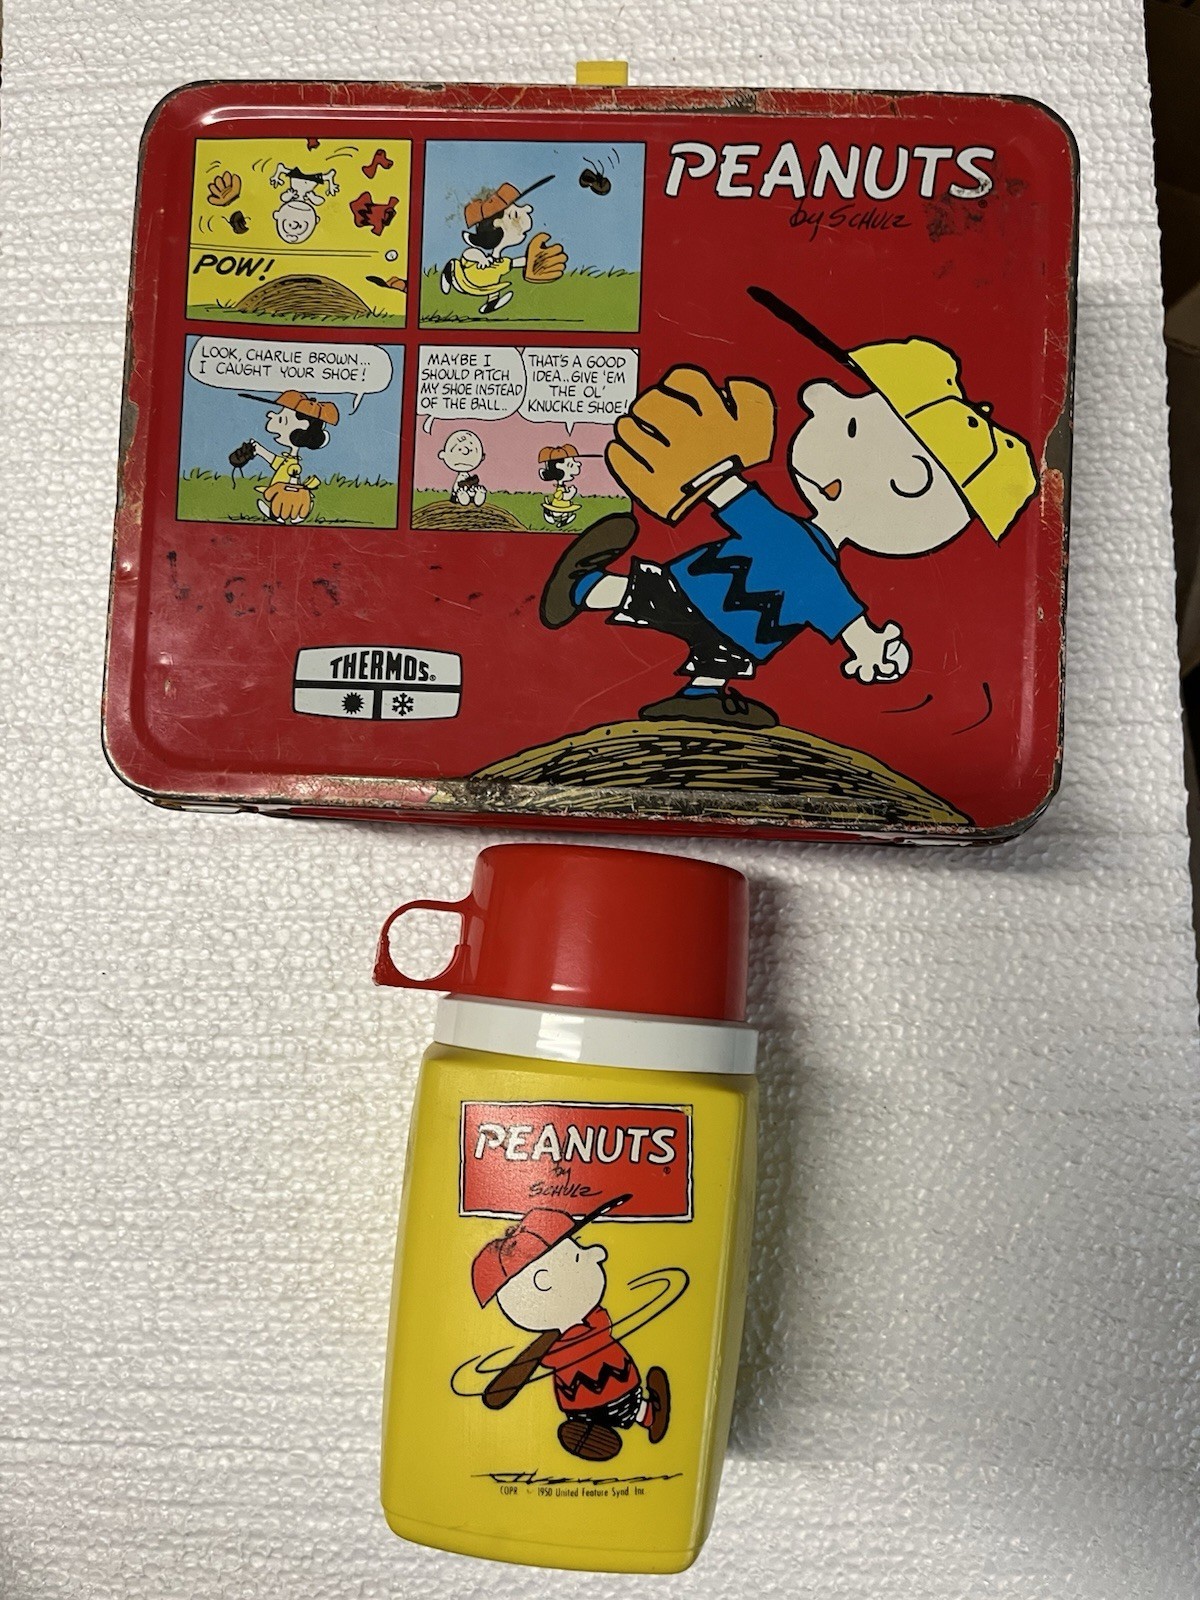 PEANUTS
by SCHULZ
POW!
LOOK, CHARLIE BROWN...
I CAUGHT YOUR SHOE!
MAYBE I
SHOULD PITCH
MY SHOE INSTEAD
OF THE BALL..
THAT'S A GOOD
IDEA.. GIVE 'EM
THE OL'
KNUCKLE SHOE!
THERMOS®
PEANUTS®
by
SCHULZ
COPR © 1950 United Feature Synd. Inc